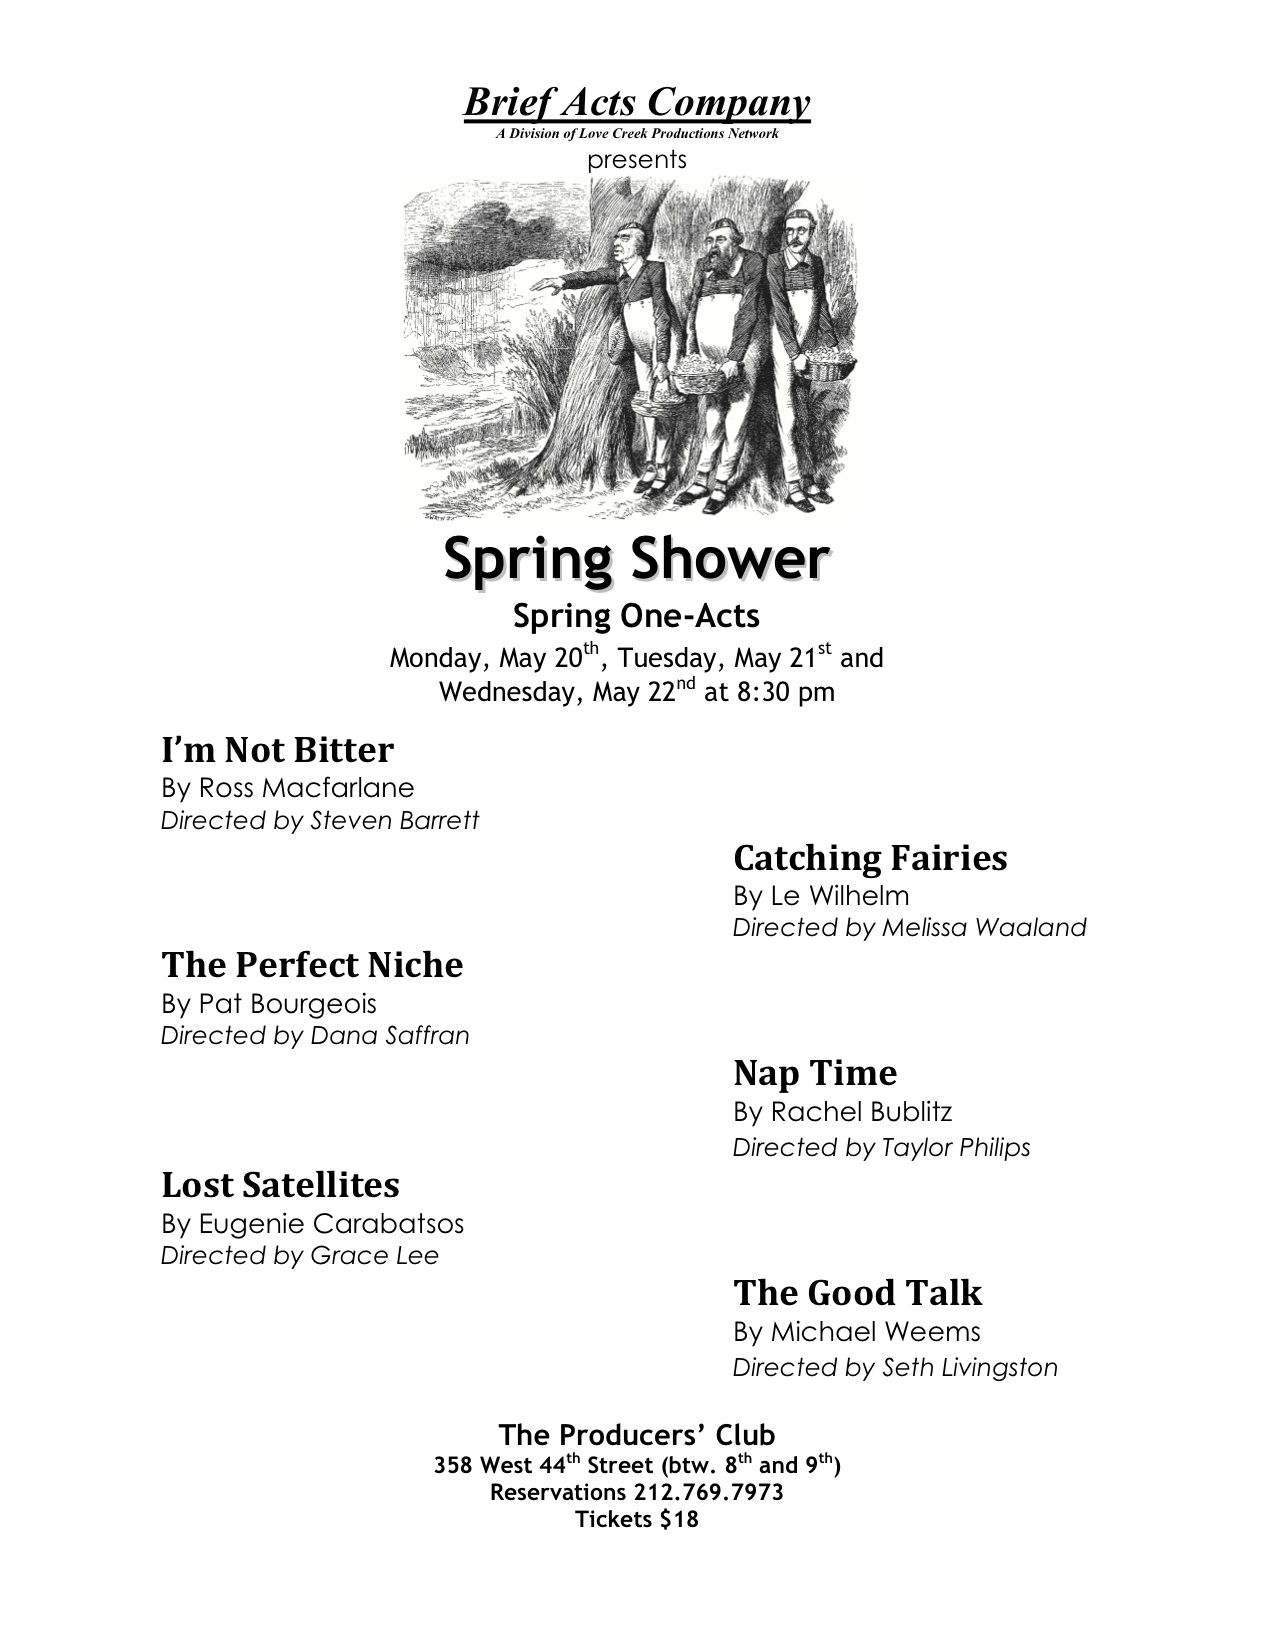 Brief Acts Company
A Division of Love Creek Productions Network
presents
Spring Shower
Spring One-Acts
Monday, May 20th, Tuesday, May 21st and
Wednesday, May 22nd at 8:30 pm
I’m Not Bitter
By Ross Macfarlane
Directed by Steven Barrett
Catching Fairies
By Le Wilhelm
Directed by Melissa Waaland
The Perfect Niche
By Pat Bourgeois
Directed by Dana Saffran
Nap Time
By Rachel Bublitz
Directed by Taylor Philips
Lost Satellites
By Eugenie Carabatsos
Directed by Grace Lee
The Good Talk
By Michael Weems
Directed by Seth Livingston
The Producers’ Club
358 West 44th Street (btw. 8th and 9th)
Reservations 212.769.7973
Tickets $18